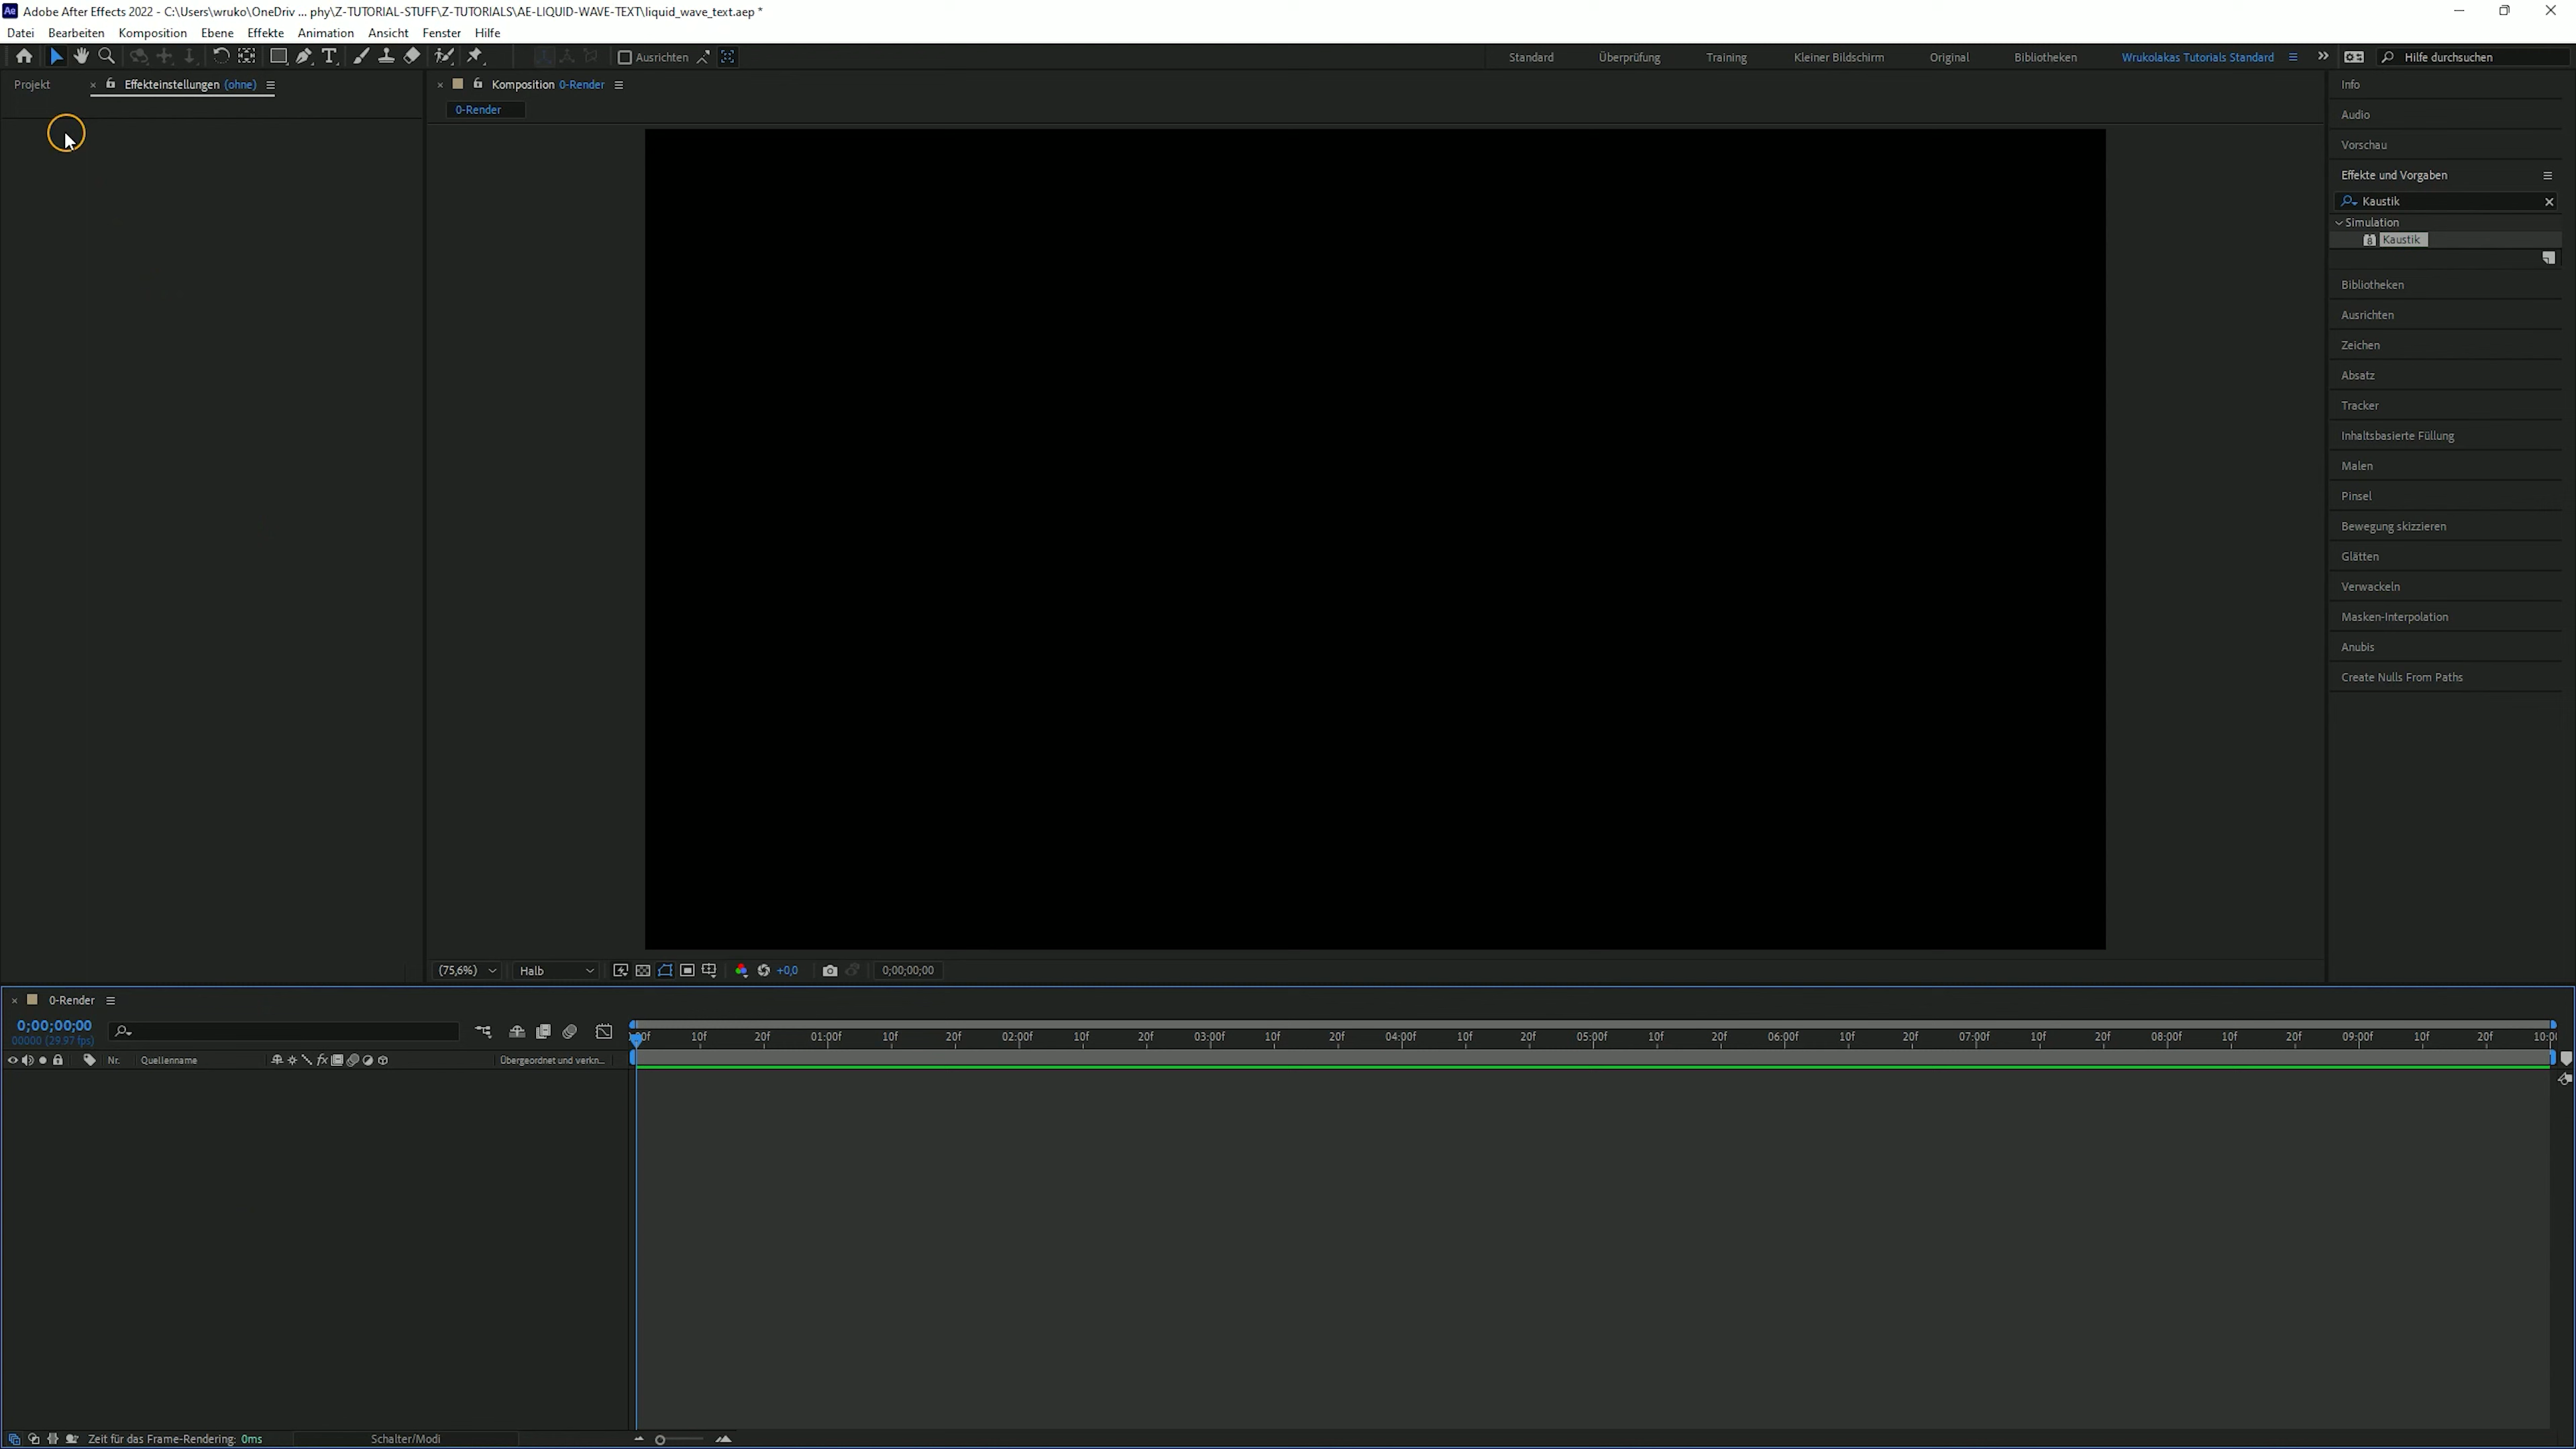 Adobe After Effects 2022 - C:\Users\wruko\OneDriv ... phy\Z-TUTORIAL-STUFF\Z-TUTORIALS\AE-LIQUID-WAVE-TEXT\liquid_wave_text.aep *
Datei Bearbeiten Komposition Ebene Effekte Animation Ansicht Fenster Hilfe
Ausrichten Standard Überprüfung Training Kleiner Bildschirm Original Bibliotheken Wrukolakas Tutorials Standard Hilfe durchsuchen
Projekt Effekteinstellungen (ohne) Komposition 0-Render
0-Render
Info
Audio
Vorschau
Effekte und Vorgaben
Kaustik
Simulation
Kaustik
Bibliotheken
Ausrichten
Zeichen
Absatz
Tracker
Inhaltsbasierte Füllung
Malen
Pinsel
Bewegung skizzieren
Glätten
Verwackeln
Masken-Interpolation
Anubis
Create Nulls From Paths
(75,6%) Halb +0,0 0;00;00;00
0-Render
0;00;00;00
00000 (29.97 fps)
10f 20f 01:00f 10f 20f 02:00f 10f 20f 03:00f 10f 20f 04:00f 10f 20f 05:00f 10f 20f 06:00f 10f 20f 07:00f 10f 20f 08:00f 10f 20f 09:00f 10f 20f
Nr. Quellenname Übergeordnet und verkn...
Zeit für das Frame-Rendering: 0ms Schalter/Modi